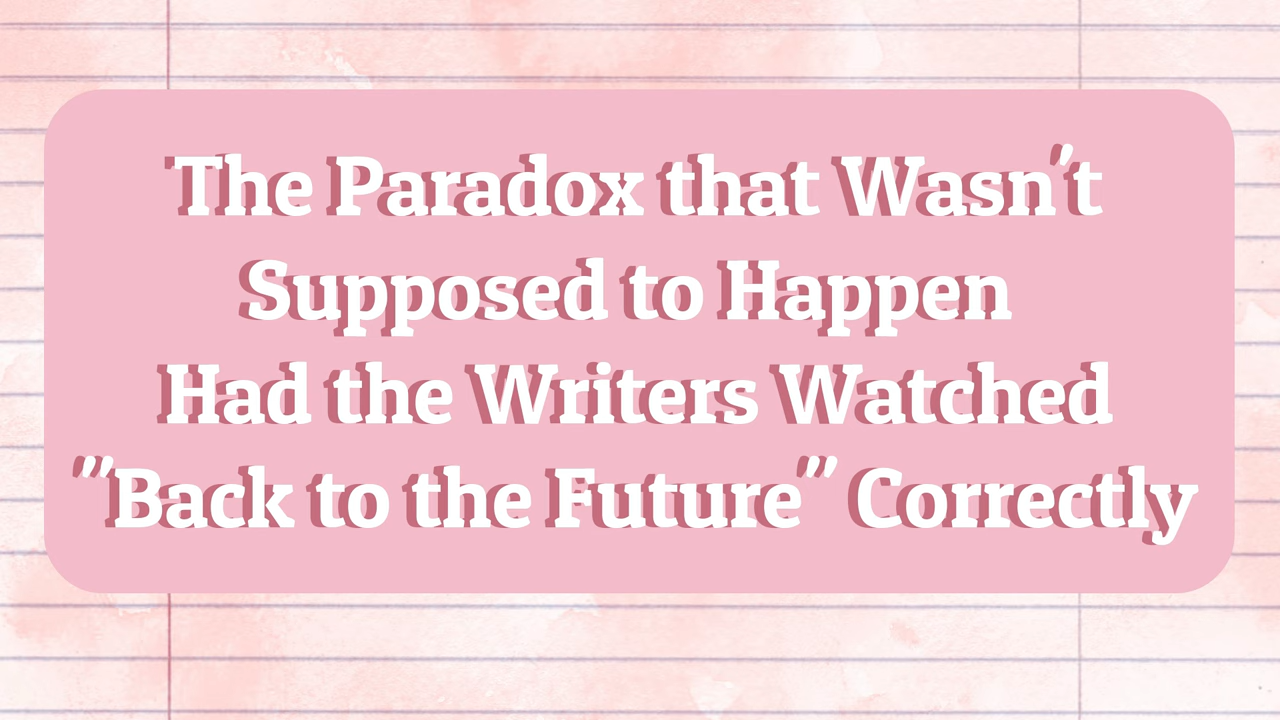 The Paradox that Wasn't
Supposed to Happen
Had the Writers Watched
"Back to the Future" Correctly